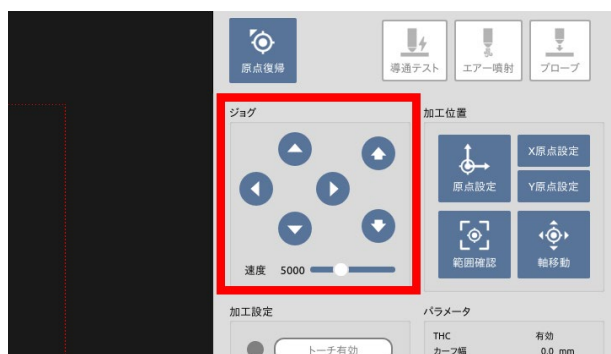 原点復帰
導通テスト
エアー噴射
プローブ
ジョグ
速度 5000
加工位置
原点設定
X原点設定
Y原点設定
範囲確認
軸移動
加工設定
トーチ有効
パラメータ
THC 有効
カーフ幅 0.0 mm